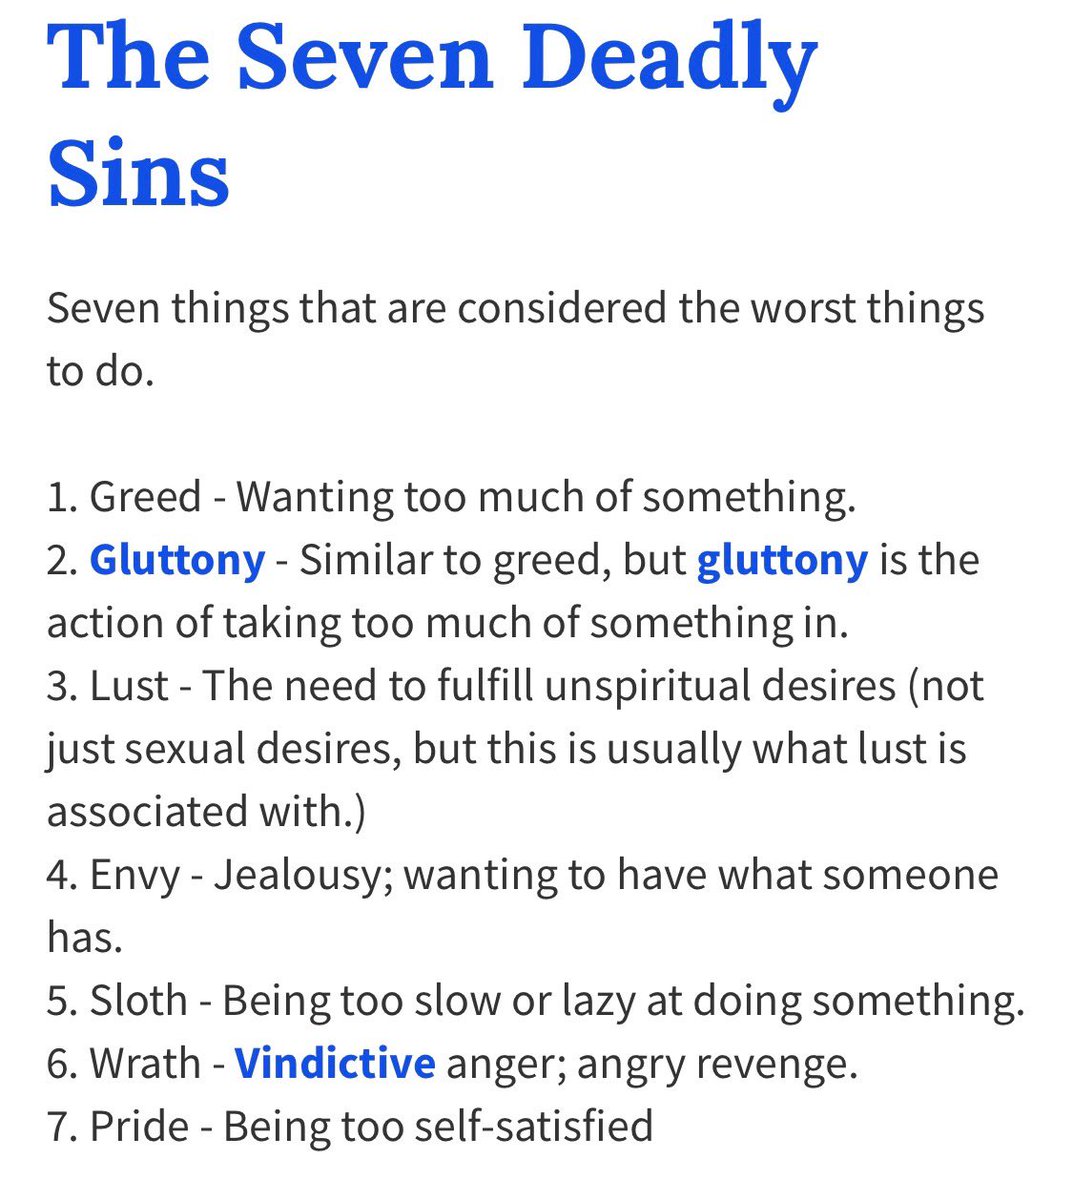 The Seven Deadly
Sins
Seven things that are considered the worst things
to do.
1. Greed - Wanting too much of something.
2. Gluttony - Similar to greed, but gluttony is the
action of taking too much of something in.
3. Lust - The need to fulfill unspiritual desires (not
just sexual desires, but this is usually what lust is
associated with.)
4. Envy - Jealousy; wanting to have what someone
has.
5. Sloth - Being too slow or lazy at doing something.
6. Wrath - Vindictive anger; angry revenge.
7. Pride - Being too self-satisfied